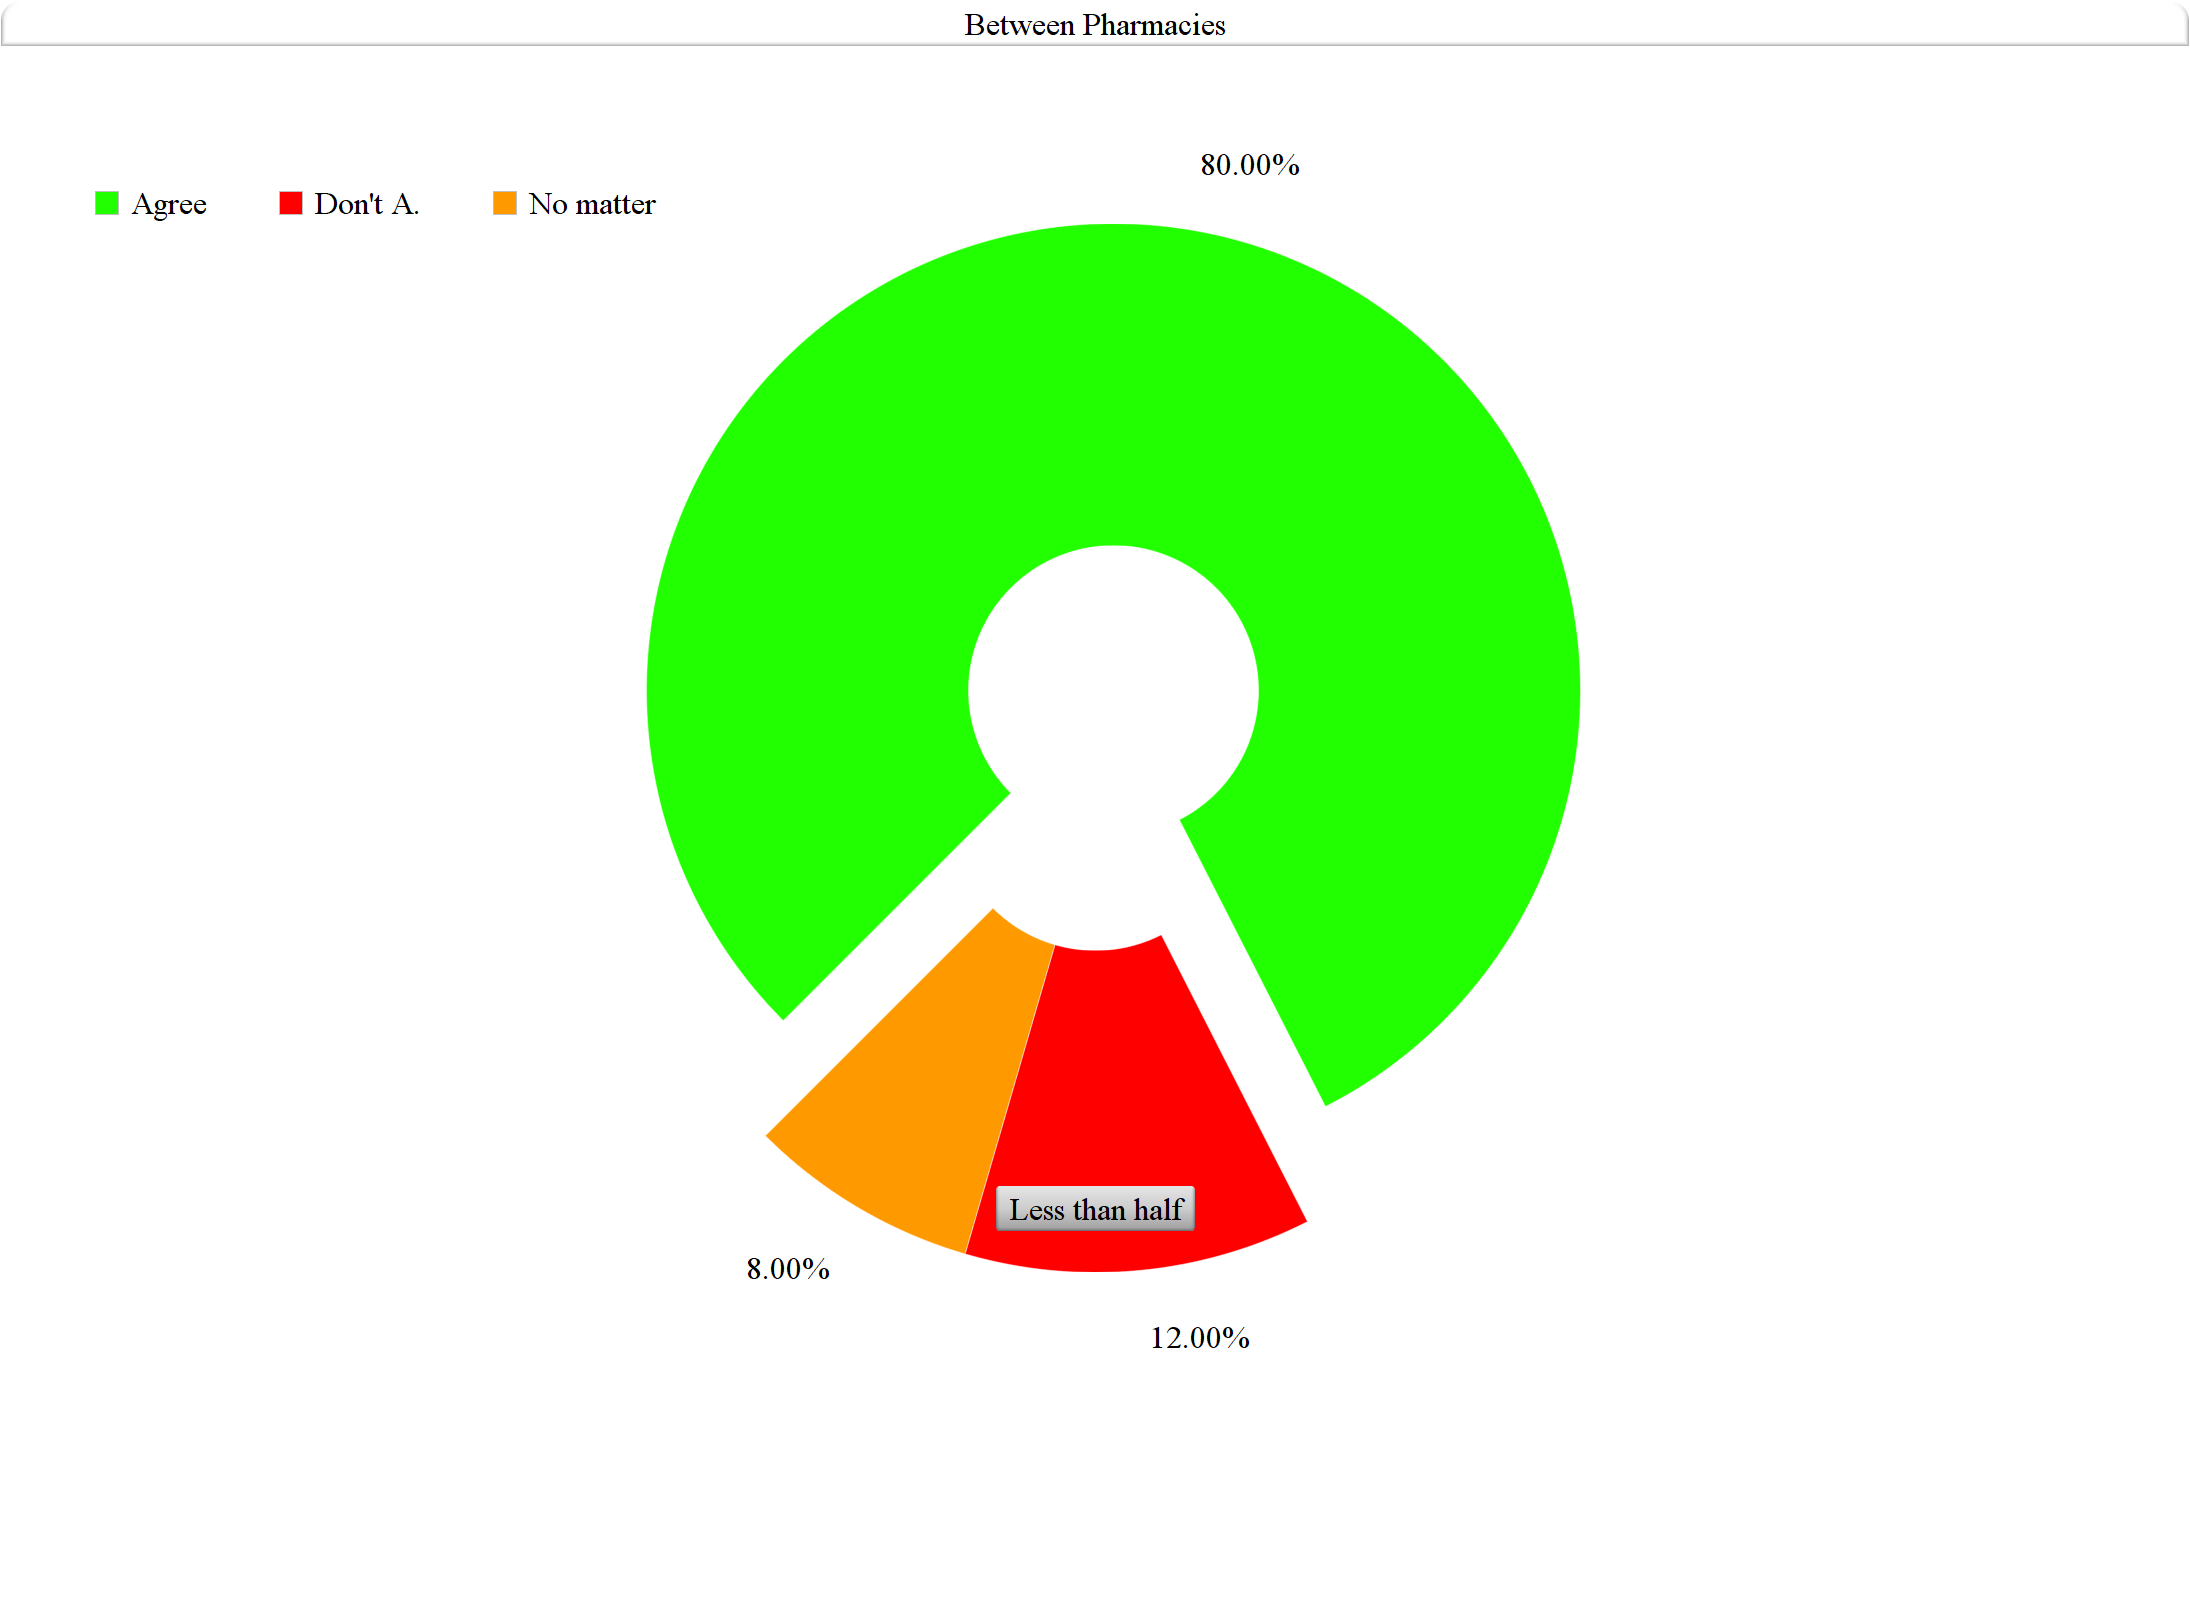 Between Pharmacies
80.00%
Agree Don't A. No matter
Less than half
8.00%
12.00%